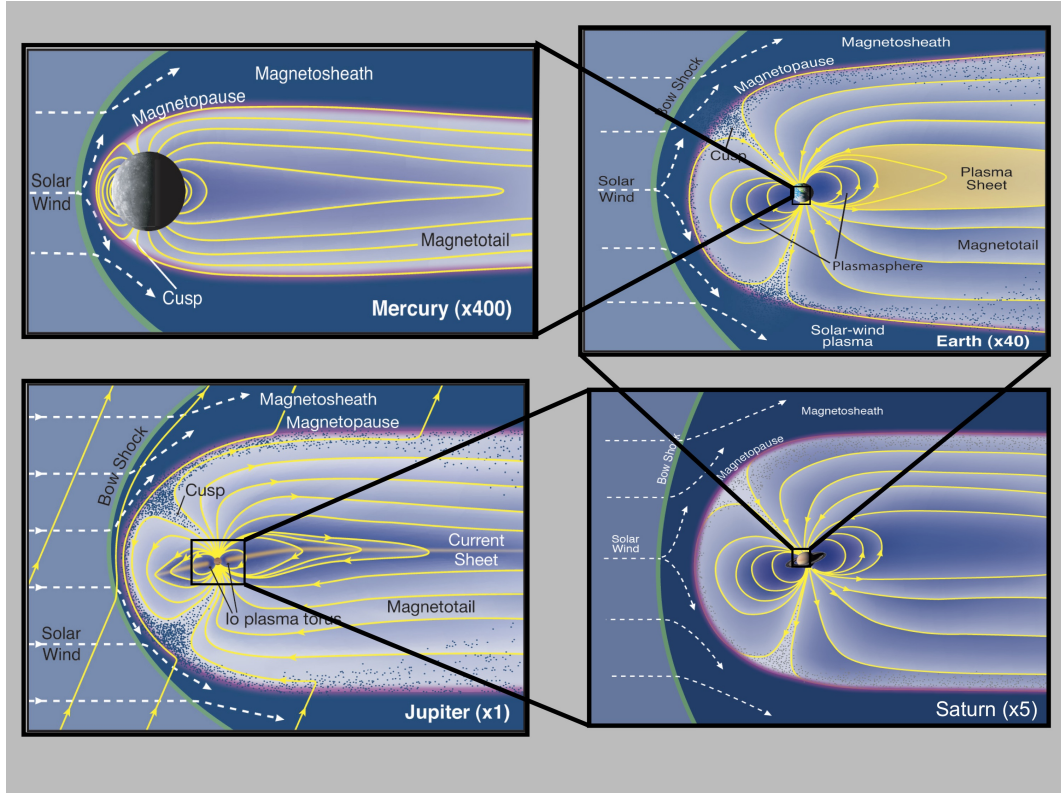 Magnetosheath
Magnetopause
Solar
Wind
Magnetotail
Cusp
Mercury (x400)
Magnetosheath
Bow Shock
Magnetopause
Cusp
Solar
Wind
Plasma
Sheet
Magnetotail
Plasmasphere
Solar-wind
plasma
Earth (x40)
Magnetosheath
Magnetopause
Bow Shock
Cusp
Current
Sheet
Io plasma torus
Magnetotail
Solar
Wind
Jupiter (x1)
Magnetosheath
Bow Shock
Magnetopause
Solar
Wind
Saturn (x5)